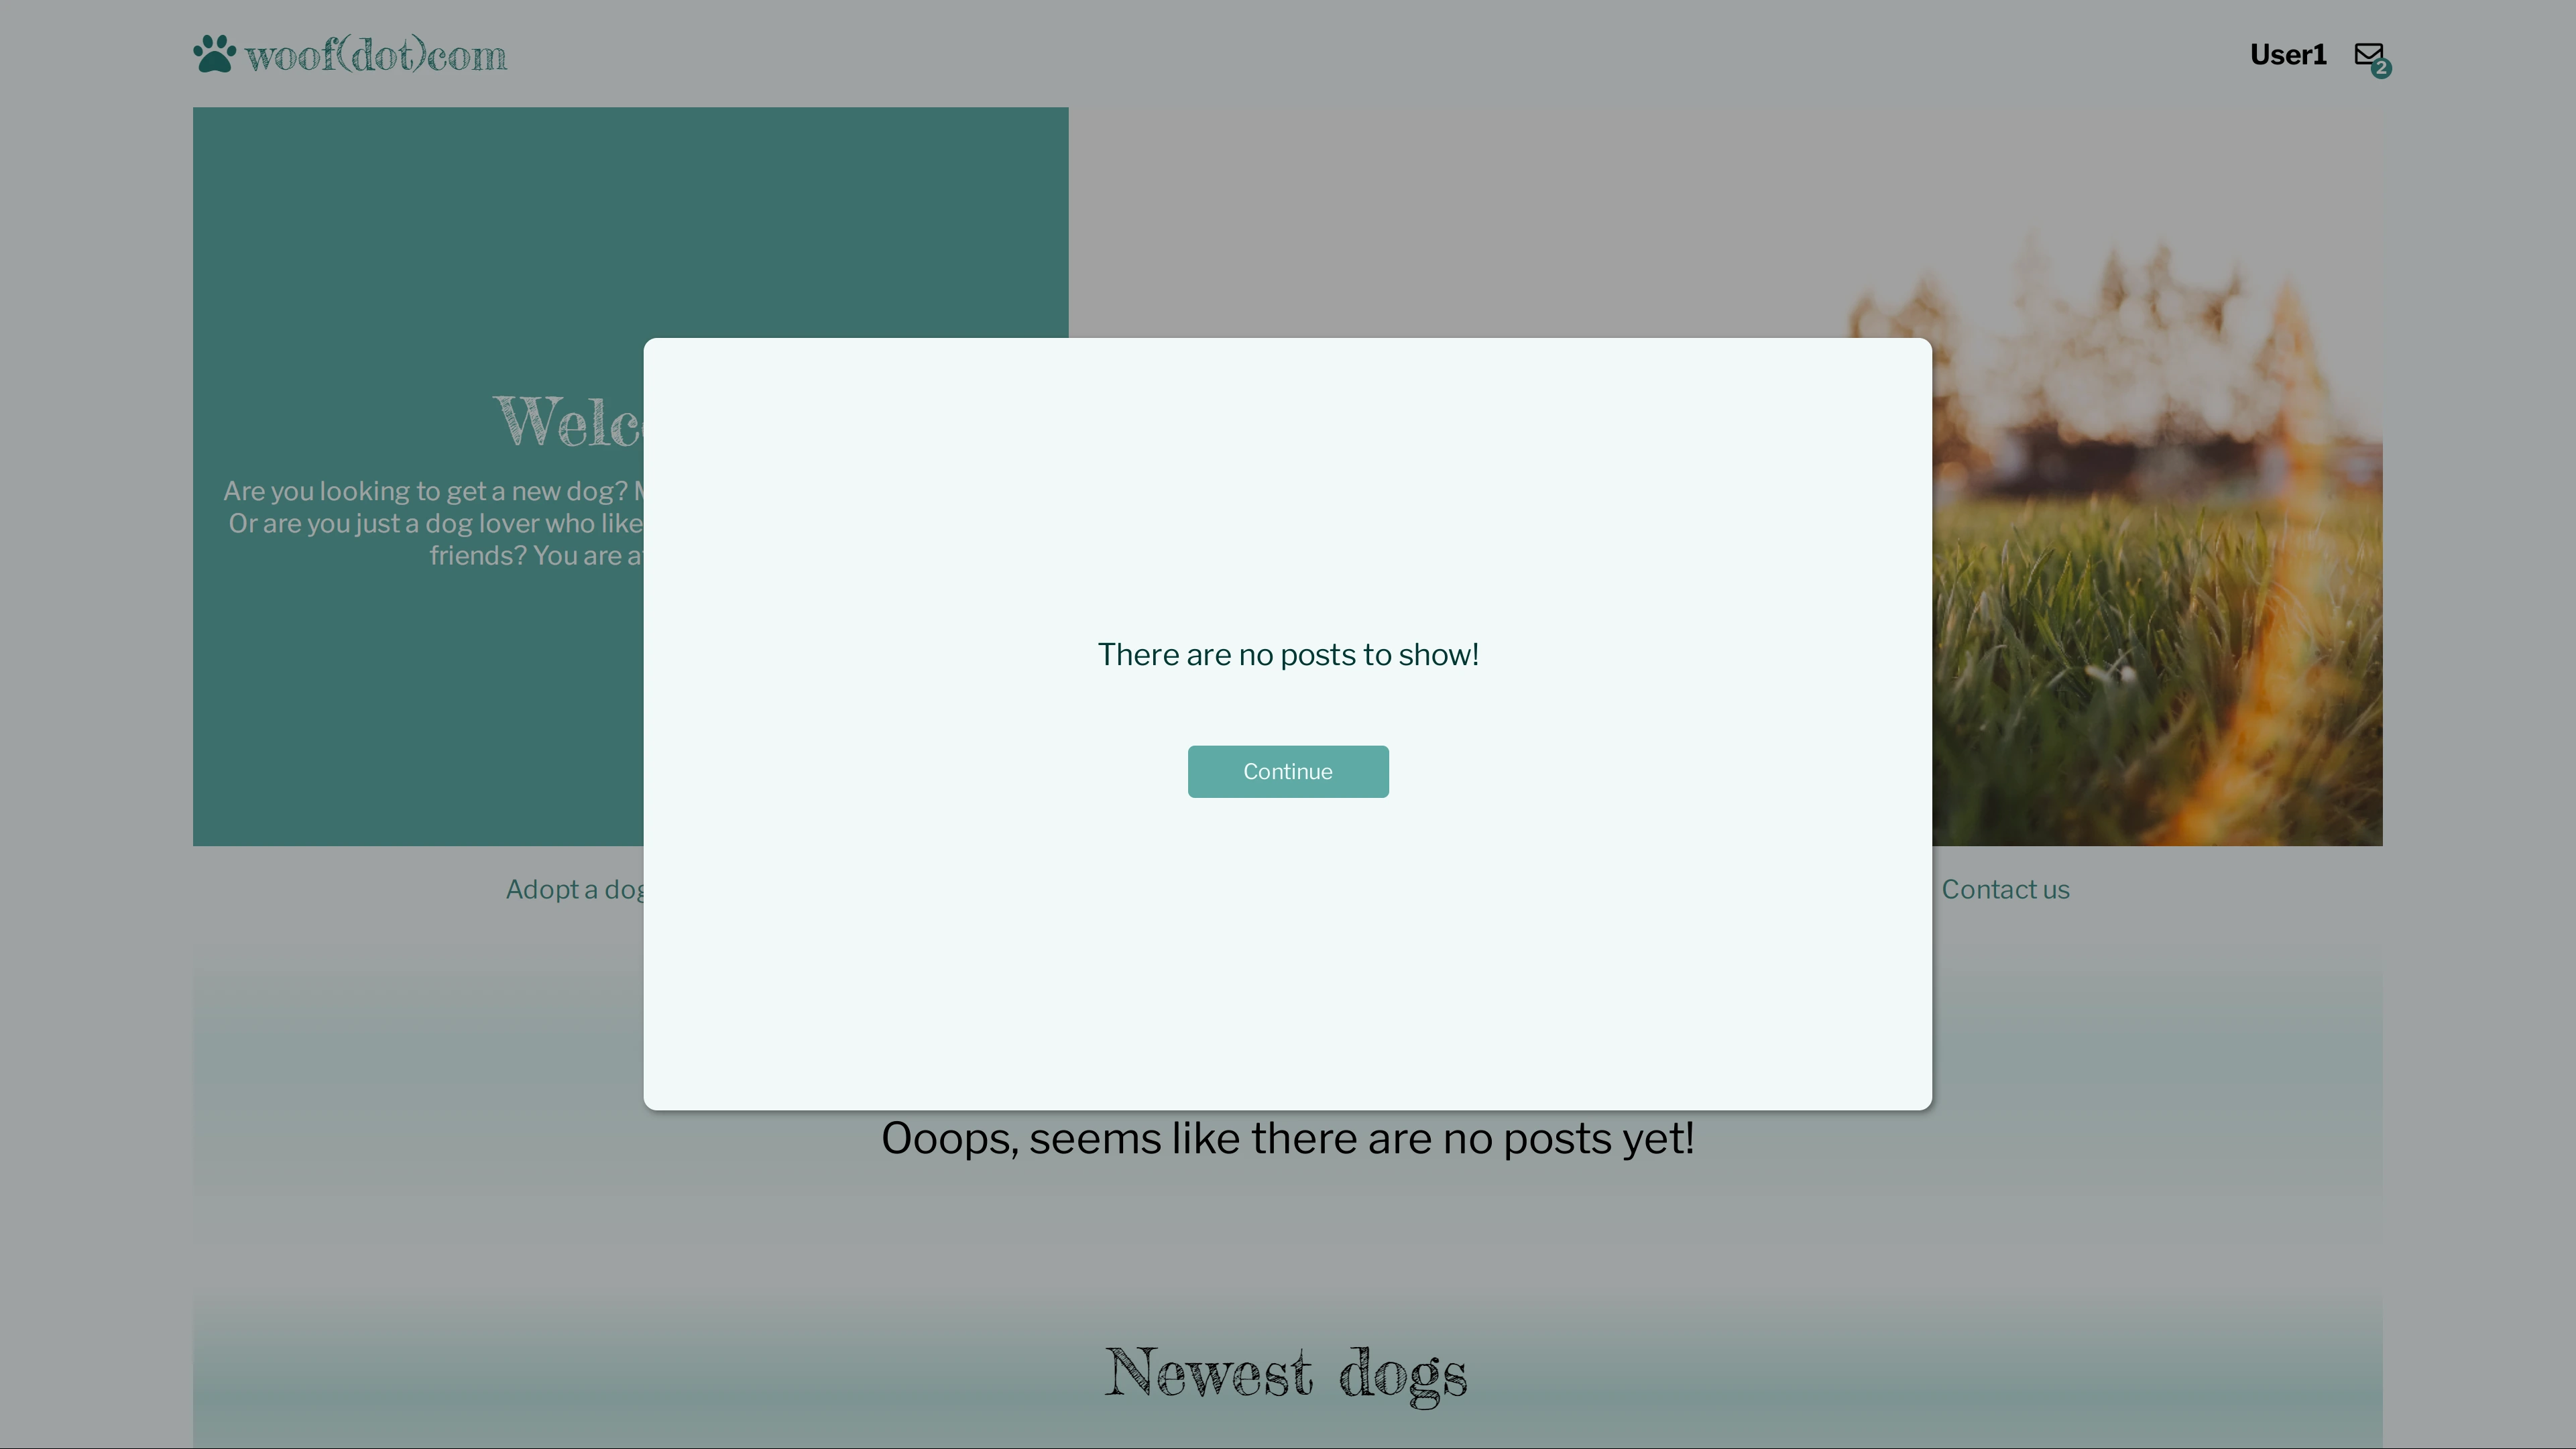 woof(dot)com
User1
2
Welc
Are you looking to get a new dog?
Or are you just a dog lover who like
friends? You are a
There are no posts to show!
Continue
Adopt a dog
Contact us
Ooops, seems like there are no posts yet!
Newest dogs